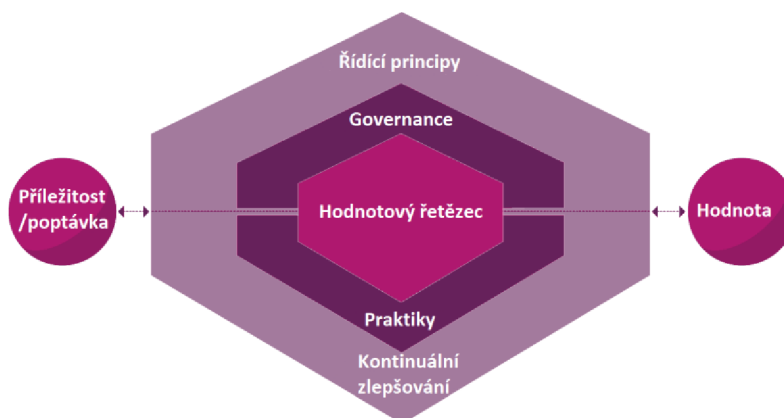 Řídící principy
Governance
Příležitost
/poptávka
Hodnotový řetězec
Hodnota
Praktiky
Kontinuální
zlepšování